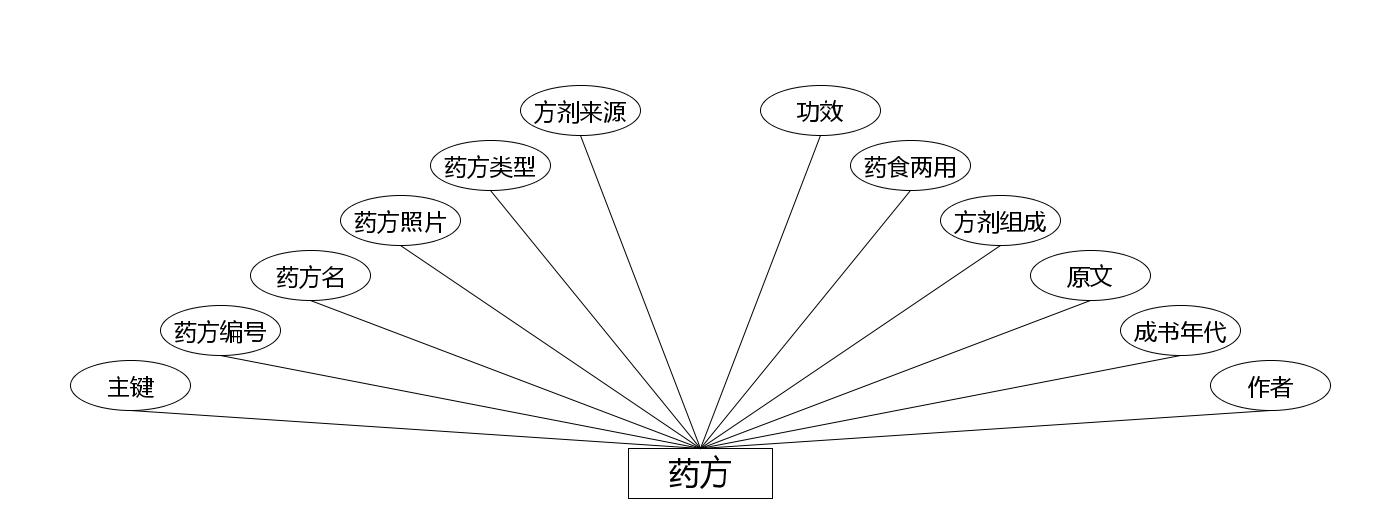 方剂来源
功效
药方类型
药食两用
药方照片
方剂组成
药方名
原文
药方编号
成书年代
主键
作者
药方